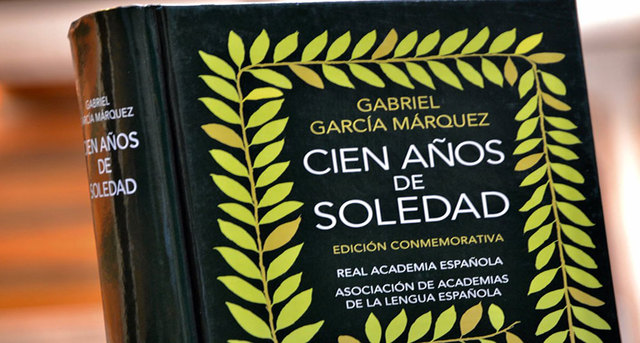 GABRIEL
GARCÍA MÁRQUEZ
CIEN AÑOS
DE
SOLEDAD
GABRIEL
GARCÍA MÁRQUEZ
CIEN AÑOS
DE
SOLEDAD
EDICIÓN CONMEMORATIVA
REAL ACADEMIA ESPAÑOLA
ASOCIACIÓN DE ACADEMIAS
DE LA LENGUA ESPAÑOLA